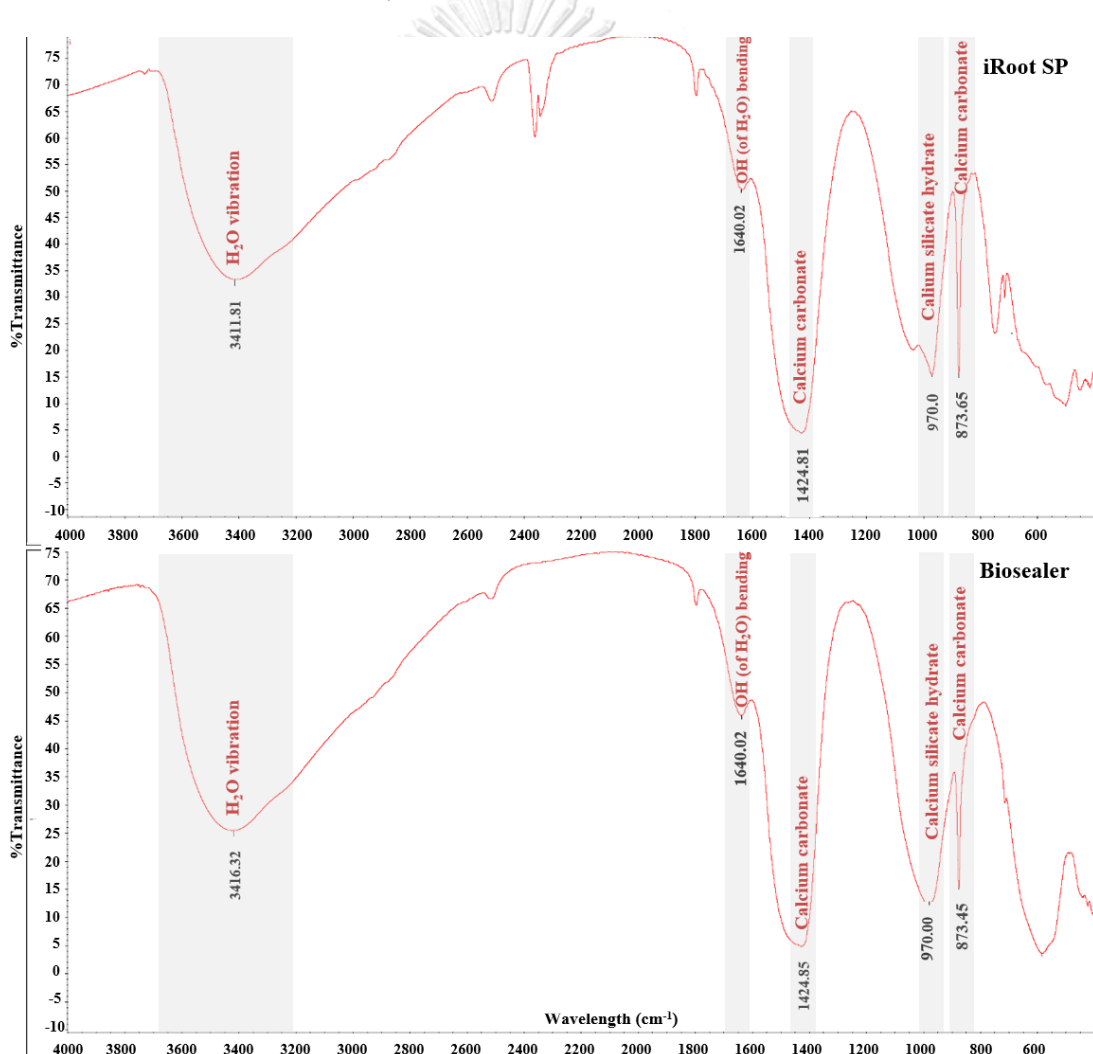 iRoot SP
%Transmittance
75
70
65
60
55
50
45
40
35
30
25
20
15
10
5
0
-5
-10
H₂O vibration
3411.81
OH (of H₂O) bending
1640.02
Calcium carbonate
1424.81
Calium silicate hydrate
970.0
Calcium carbonate
873.65
4000 3800 3600 3400 3200 3000 2800 2600 2400 2200 2000 1800 1600 1400 1200 1000 800 600
Biosealer
%Transmittance
75
70
65
60
55
50
45
40
35
30
25
20
15
10
5
0
-5
-10
H₂O vibration
3416.32
OH (of H₂O) bending
1640.02
Calcium carbonate
1424.85
Calcium silicate hydrate
970.00
Calcium carbonate
873.45
Wavelength (cm⁻¹)
4000 3800 3600 3400 3200 3000 2800 2600 2400 2200 2000 1800 1600 1400 1200 1000 800 600